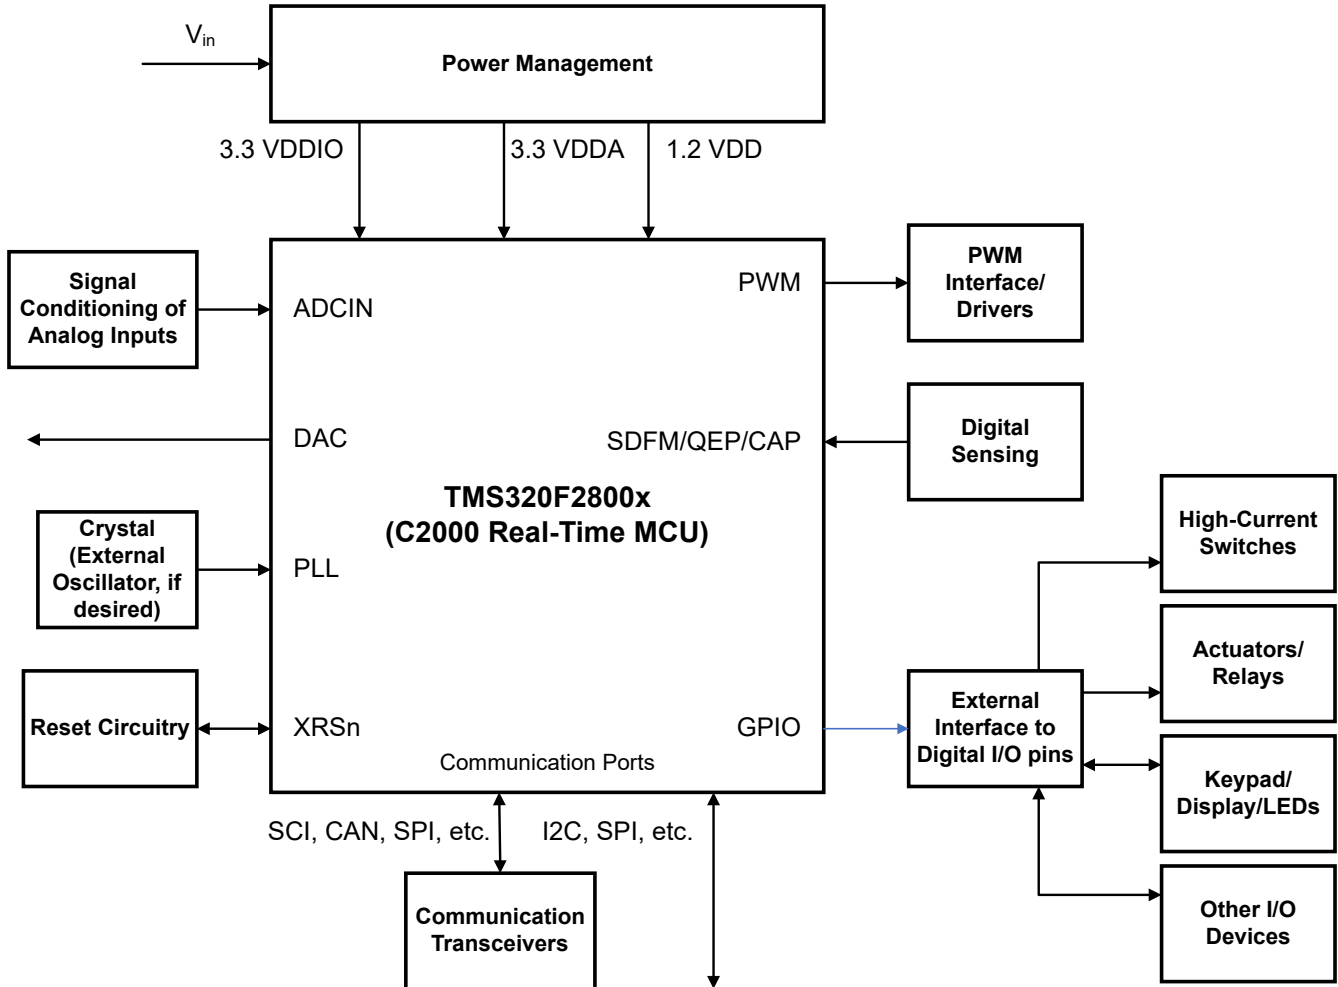 Vin
Power Management
3.3 VDDIO
3.3 VDDA
1.2 VDD
Signal
Conditioning of
Analog Inputs
ADCIN
PWM
PWM
Interface/
Drivers
DAC
SDFM/QEP/CAP
Digital
Sensing
TMS320F2800x
(C2000 Real-Time MCU)
Crystal
(External
Oscillator, if
desired)
PLL
High-Current
Switches
Actuators/
Relays
Reset Circuitry
XRSn
GPIO
External
Interface to
Digital I/O pins
Communication Ports
Keypad/
Display/LEDs
SCI, CAN, SPI, etc.
I2C, SPI, etc.
Communication
Transceivers
Other I/O
Devices